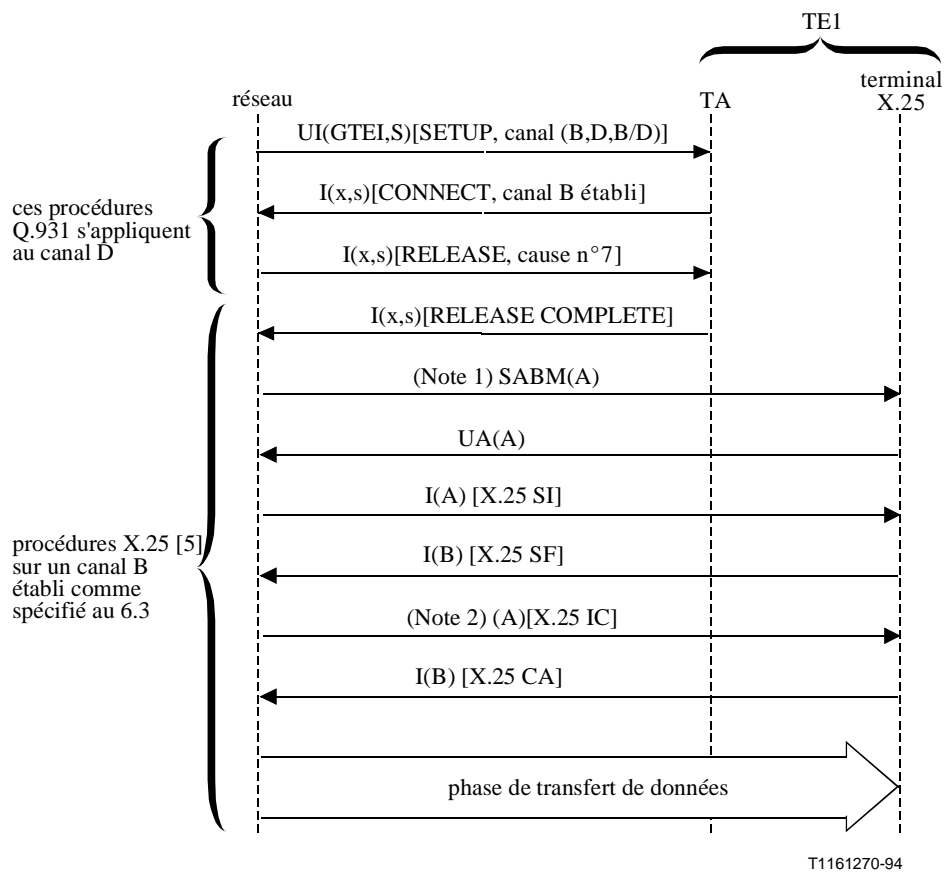 TE1
réseau
TA
terminal
X.25
UI(GTEI,S)[SETUP, canal (B,D,B/D)]
I(x,s)[CONNECT, canal B établi]
ces procédures
Q.931 s'appliquent
au canal D
I(x,s)[RELEASE, cause n°7]
I(x,s)[RELEASE COMPLETE]
(Note 1) SABM(A)
UA(A)
I(A) [X.25 SI]
procédures X.25 [5]
sur un canal B
établi comme
spécifié au 6.3
I(B) [X.25 SF]
(Note 2) (A)[X.25 IC]
I(B) [X.25 CA]
phase de transfert de données
T1161270-94